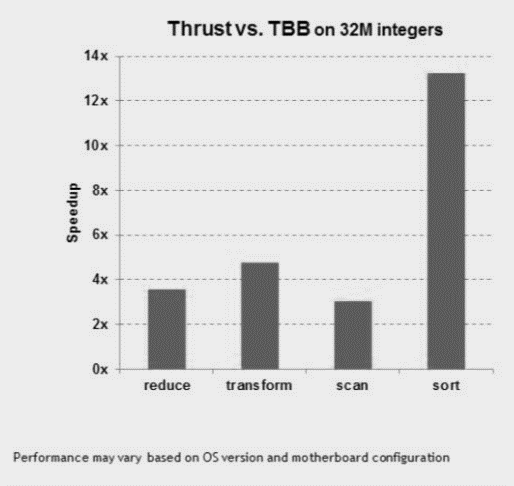 Thrust vs. TBB on 32M integers
14x
12x
10x
8x
6x
4x
2x
0x
Speedup
reduce transform scan sort
Performance may vary based on OS version and motherboard configuration